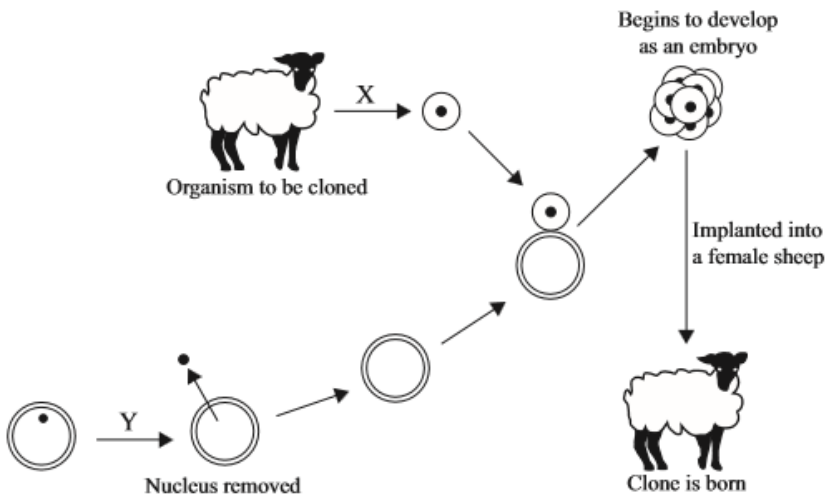 Begins to develop
as an embryo
X
Organism to be cloned
Implanted into
a female sheep
Y
Nucleus removed
Clone is born